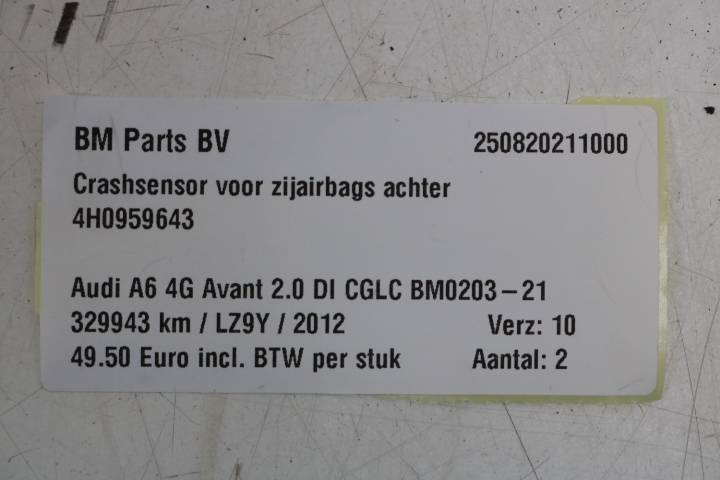 BM Parts BV 250820211000
Crashsensor voor zijairbags achter
4H0959643
Audi A6 4G Avant 2.0 DI CGLC BM0203-21
329943 km / LZ9Y / 2012 Verz: 10
49.50 Euro incl. BTW per stuk Aantal: 2